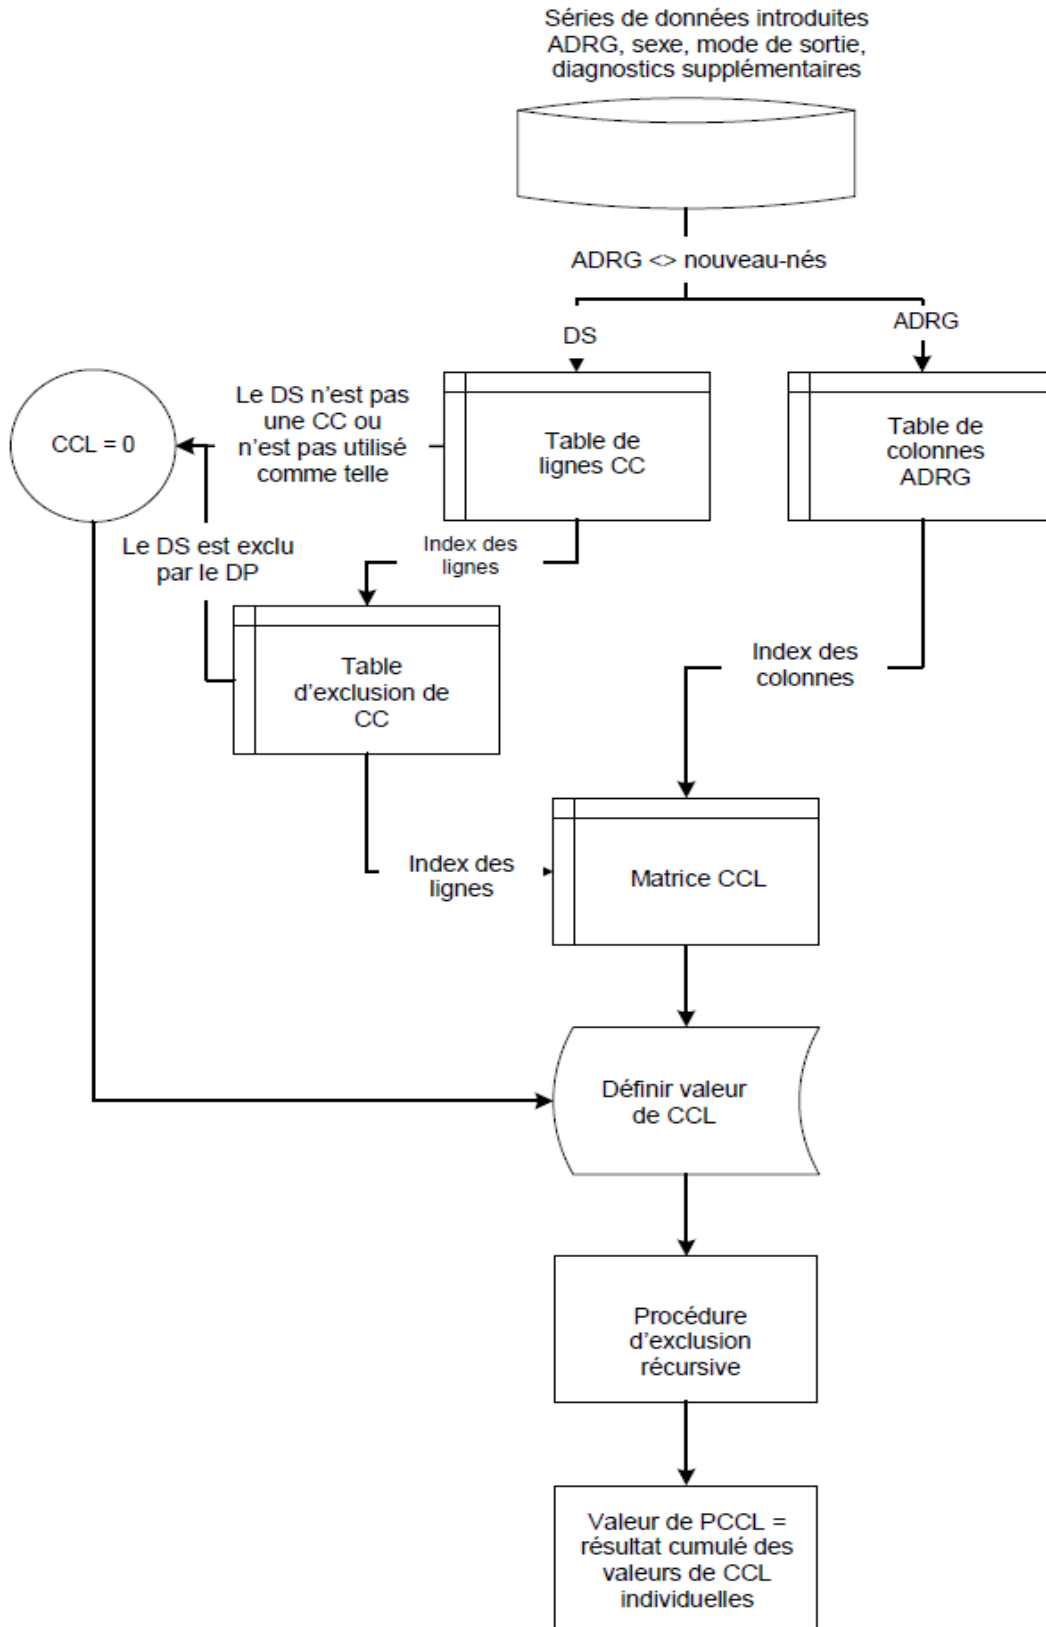 Séries de données introduites
ADRG, sexe, mode de sortie,
diagnostics supplémentaires
ADRG <> nouveau-nés
DS
ADRG
CCL = 0
Le DS n'est pas
une CC ou
n'est pas utilisé
comme telle
Table de
lignes CC
Table de
colonnes
ADRG
Le DS est exclu
par le DP
Index des
lignes
Table
d'exclusion de
CC
Index des
colonnes
Index des
lignes
Matrice CCL
Définir valeur
de CCL
Procédure
d'exclusion
récursive
Valeur de PCCL =
résultat cumulé des
valeurs de CCL
individuelles